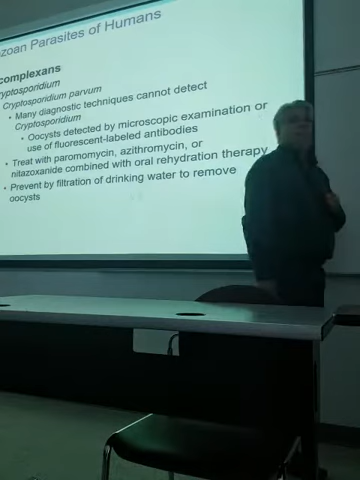 zoan Parasites of Humans
complexans
ryptosporidium
Cryptosporidium parvum
• Many diagnostic techniques cannot detect
Cryptosporidium
• Oocysts detected by microscopic examination or
use of fluorescent-labeled antibodies
• Treat with paromomycin, azithromycin, or
nitazoxanide combined with oral rehydration therapy
• Prevent by filtration of drinking water to remove
oocysts